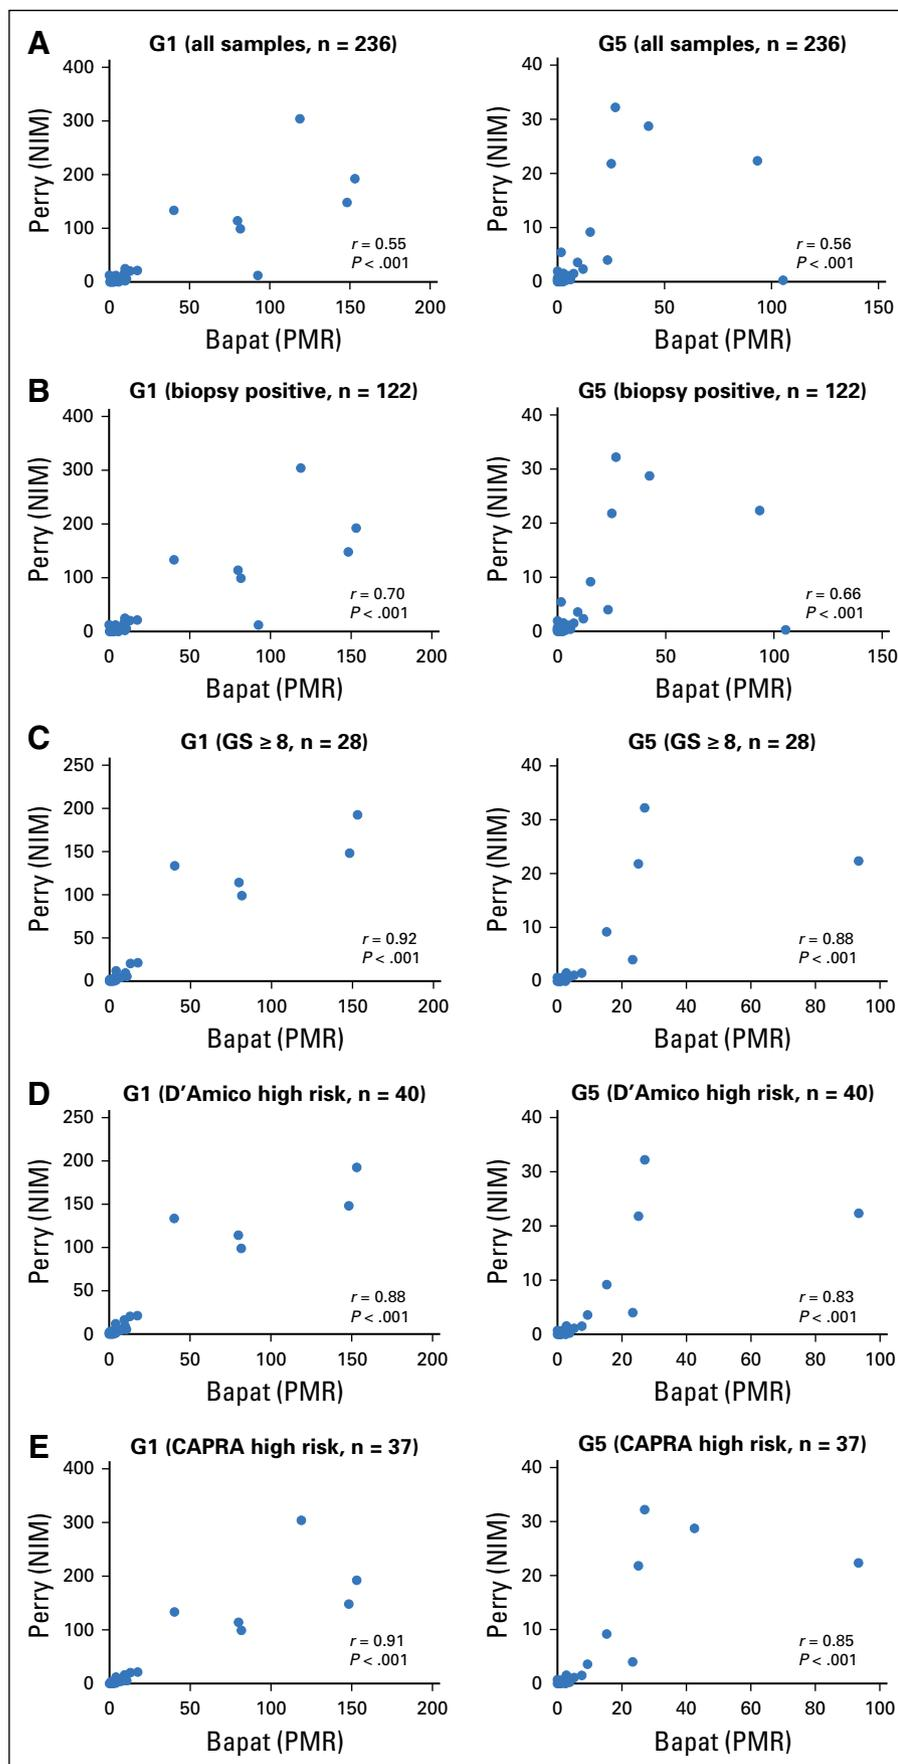 A
G1 (all samples, n = 236)
400
300
200
100
0
Perry (NIM)
r = 0.55
P < .001
0 50 100 150 200
Bapat (PMR)
G5 (all samples, n = 236)
40
30
20
10
0
Perry (NIM)
r = 0.56
P < .001
0 50 100 150
Bapat (PMR)
B
G1 (biopsy positive, n = 122)
400
300
200
100
0
Perry (NIM)
r = 0.70
P < .001
0 50 100 150 200
Bapat (PMR)
G5 (biopsy positive, n = 122)
40
30
20
10
0
Perry (NIM)
r = 0.66
P < .001
0 50 100 150
Bapat (PMR)
C
G1 (GS ≥ 8, n = 28)
250
200
150
100
50
0
Perry (NIM)
r = 0.92
P < .001
0 50 100 150 200
Bapat (PMR)
G5 (GS ≥ 8, n = 28)
40
30
20
10
0
Perry (NIM)
r = 0.88
P < .001
0 20 40 60 80 100
Bapat (PMR)
D
G1 (D’Amico high risk, n = 40)
250
200
150
100
50
0
Perry (NIM)
r = 0.88
P < .001
0 50 100 150 200
Bapat (PMR)
G5 (D’Amico high risk, n = 40)
40
30
20
10
0
Perry (NIM)
r = 0.83
P < .001
0 20 40 60 80 100
Bapat (PMR)
E
G1 (CAPRA high risk, n = 37)
400
300
200
100
0
Perry (NIM)
r = 0.91
P < .001
0 50 100 150 200
Bapat (PMR)
G5 (CAPRA high risk, n = 37)
40
30
20
10
0
Perry (NIM)
r = 0.85
P < .001
0 20 40 60 80 100
Bapat (PMR)